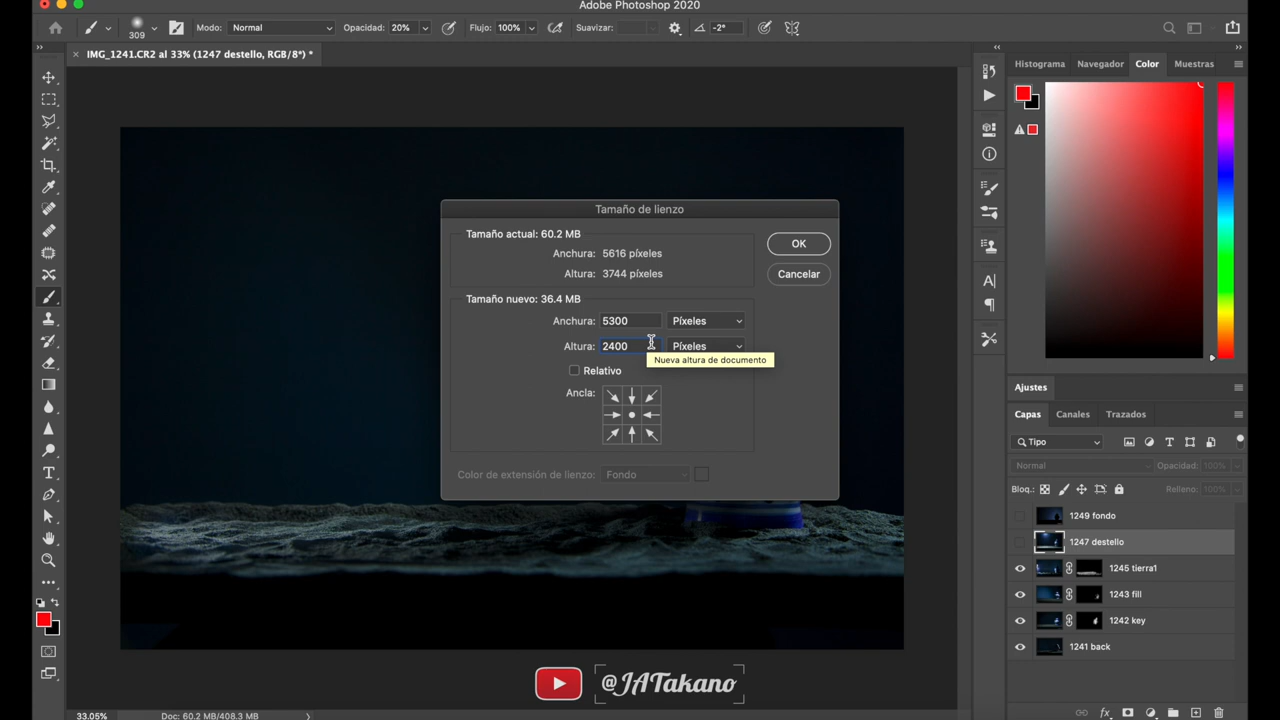 Adobe Photoshop 2020
309
Modo: Normal
Opacidad: 20%
Flujo: 100%
Suavizar:
-2°
× IMG_1241.CR2 al 33% (1247 destello, RGB/8*) *
Histograma Navegador Color Muestras
Tamaño de lienzo
Tamaño actual: 60.2 MB
Anchura: 5616 píxeles
Altura: 3744 píxeles
OK
Cancelar
Tamaño nuevo: 36.4 MB
Anchura: 5300 Píxeles
Altura: 2400 Píxeles
Nueva altura de documento
Relativo
Ancla:
Color de extensión de lienzo: Fondo
Ajustes
Capas Canales Trazados
Tipo
Normal Opacidad: 100%
Bloq.: Relleno: 100%
1249 fondo
1247 destello
1245 tierra1
1243 fill
1242 key
1241 back
@JATakano
33.05% Doc: 60.2 MB/408.3 MB